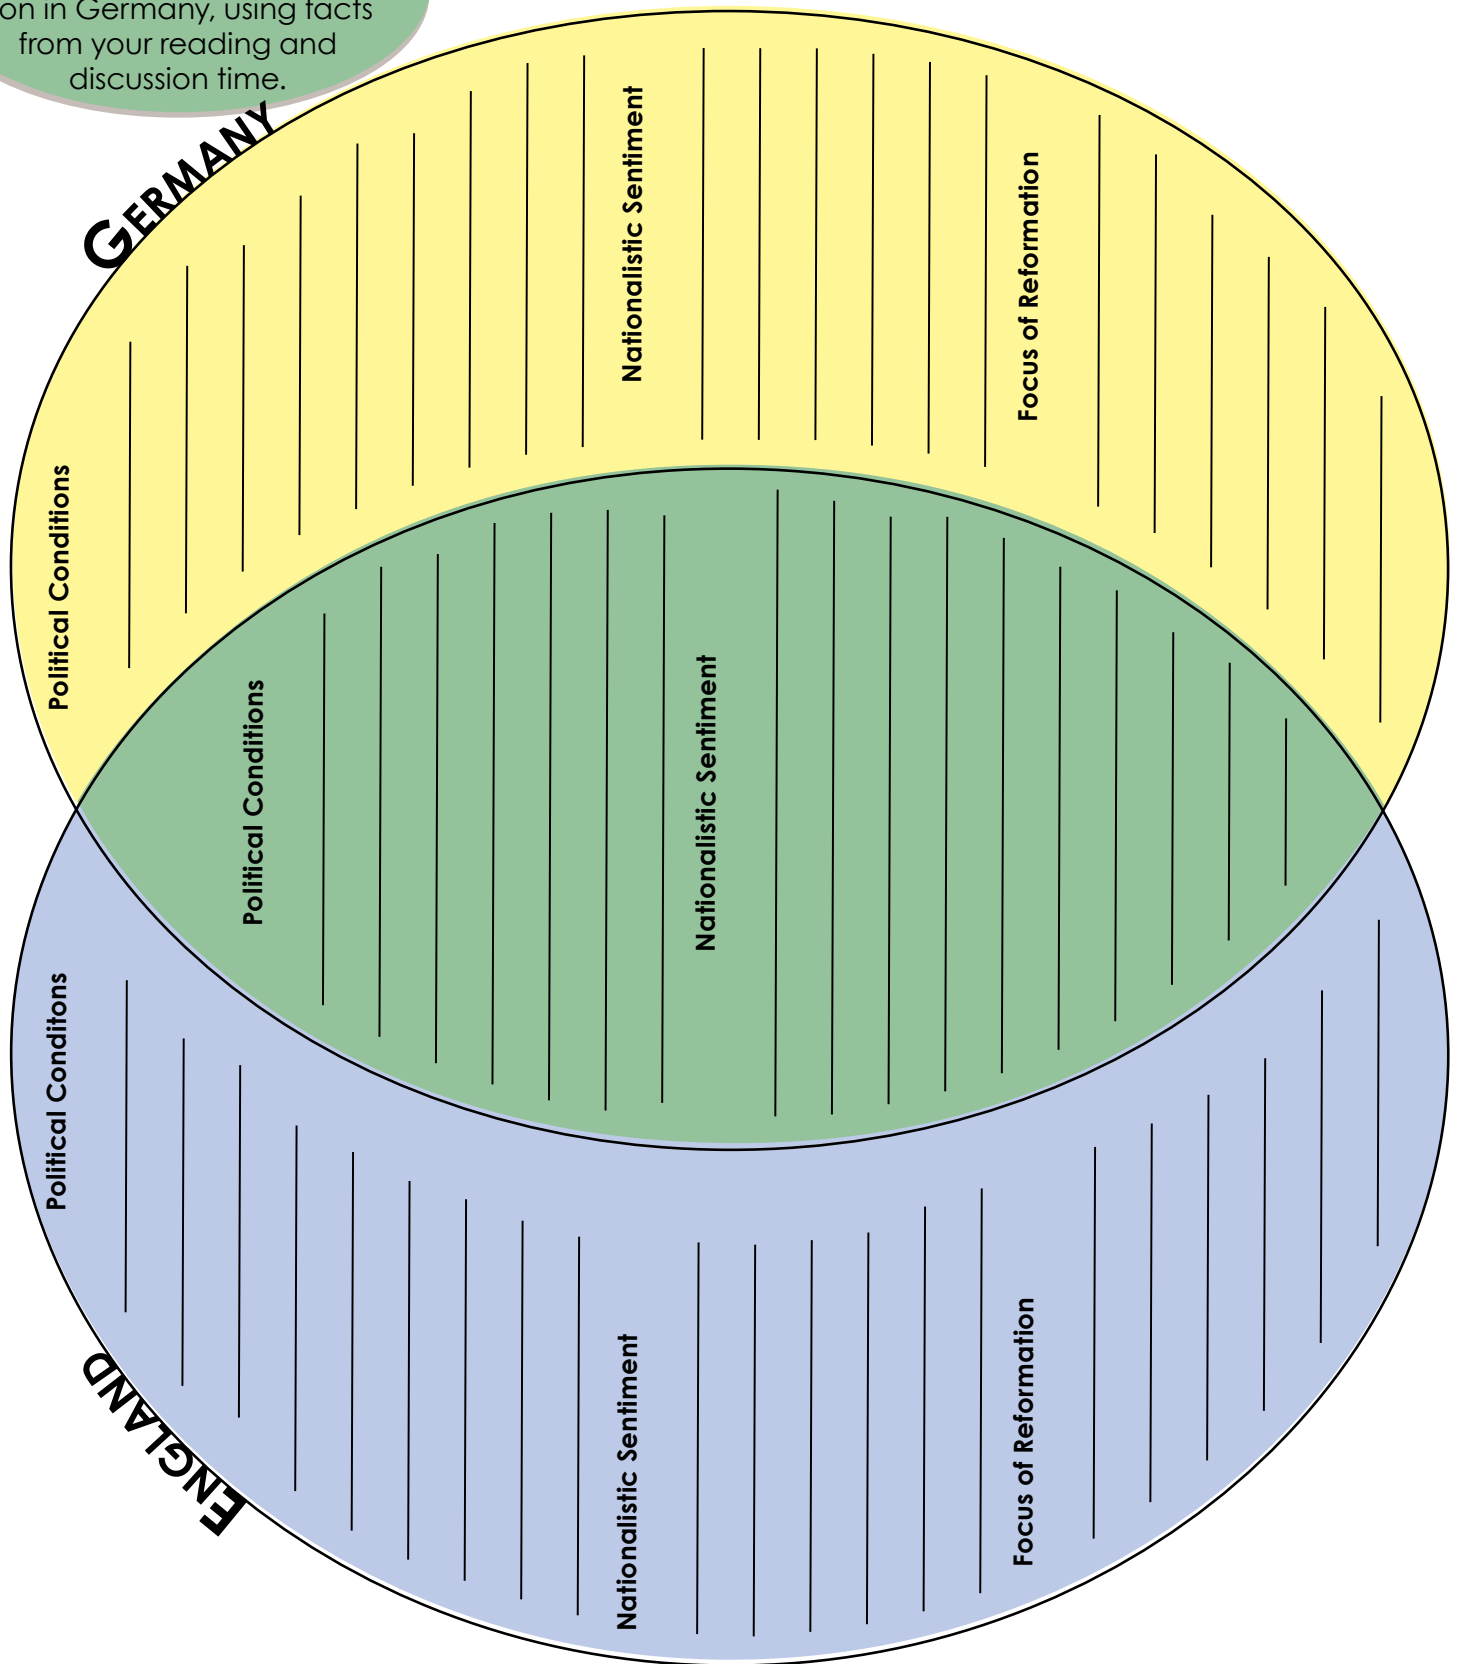 on in Germany, using facts
from your reading and
discussion time.
GERMANY
Political Conditions
Nationalistic Sentiment
Focus of Reformation
Political Conditions
Nationalistic Sentiment
ENGLAND
Political Conditons
Nationalistic Sentiment
Focus of Reformation